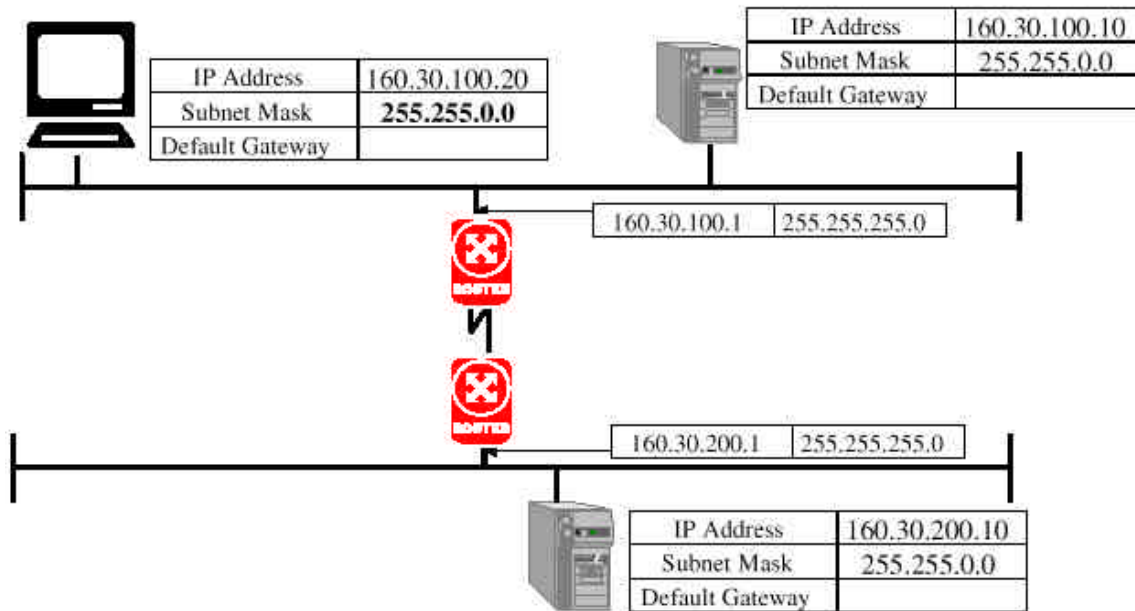 IP Address 160.30.100.10
Subnet Mask 255.255.0.0
Default Gateway
IP Address 160.30.100.20
Subnet Mask 255.255.0.0
Default Gateway
160.30.100.1 255.255.255.0
ROUTER
ROUTER
160.30.200.1 255.255.255.0
IP Address 160.30.200.10
Subnet Mask 255.255.0.0
Default Gateway